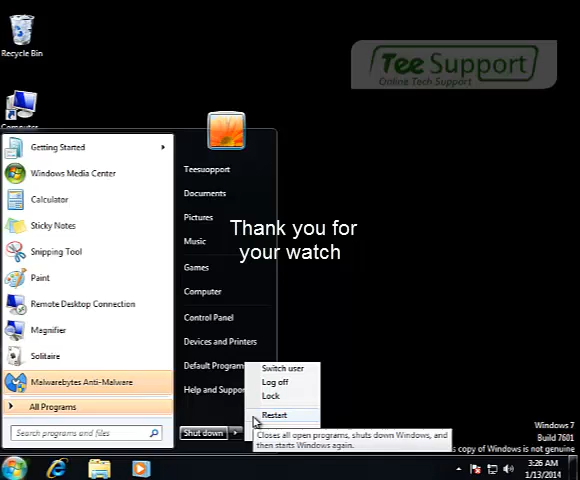 Recycle Bin
Tee Support
Online Tech Support
Computer
Getting Started
Windows Media Center
Calculator
Sticky Notes
Snipping Tool
Paint
Remote Desktop Connection
Magnifier
Solitaire
Malwarebytes Anti-Malware
All Programs
Search programs and files
Teesuopport
Documents
Pictures
Music
Games
Computer
Control Panel
Devices and Printers
Default Program
Help and Suppor
Shut down
Thank you for
your watch
Switch user
Log off
Lock
Restart
Closes all open programs, shuts down Windows, and
then starts Windows again.
Windows 7
Build 7601
s copy of Windows is not genuine
3:26 AM
1/13/2014